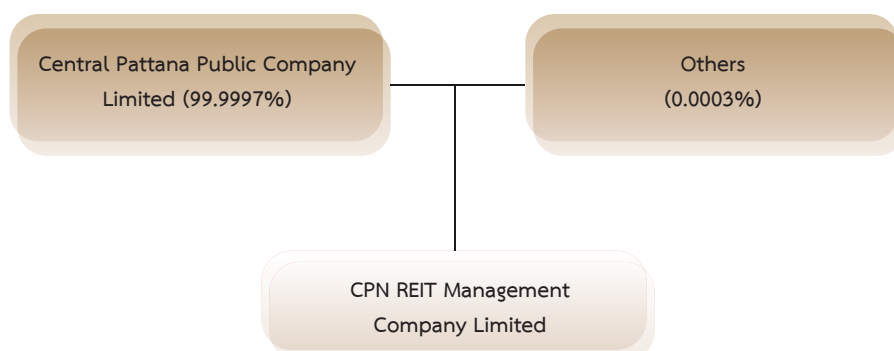 Central Pattana Public Company
Limited (99.9997%)
Others
(0.0003%)
CPN REIT Management
Company Limited